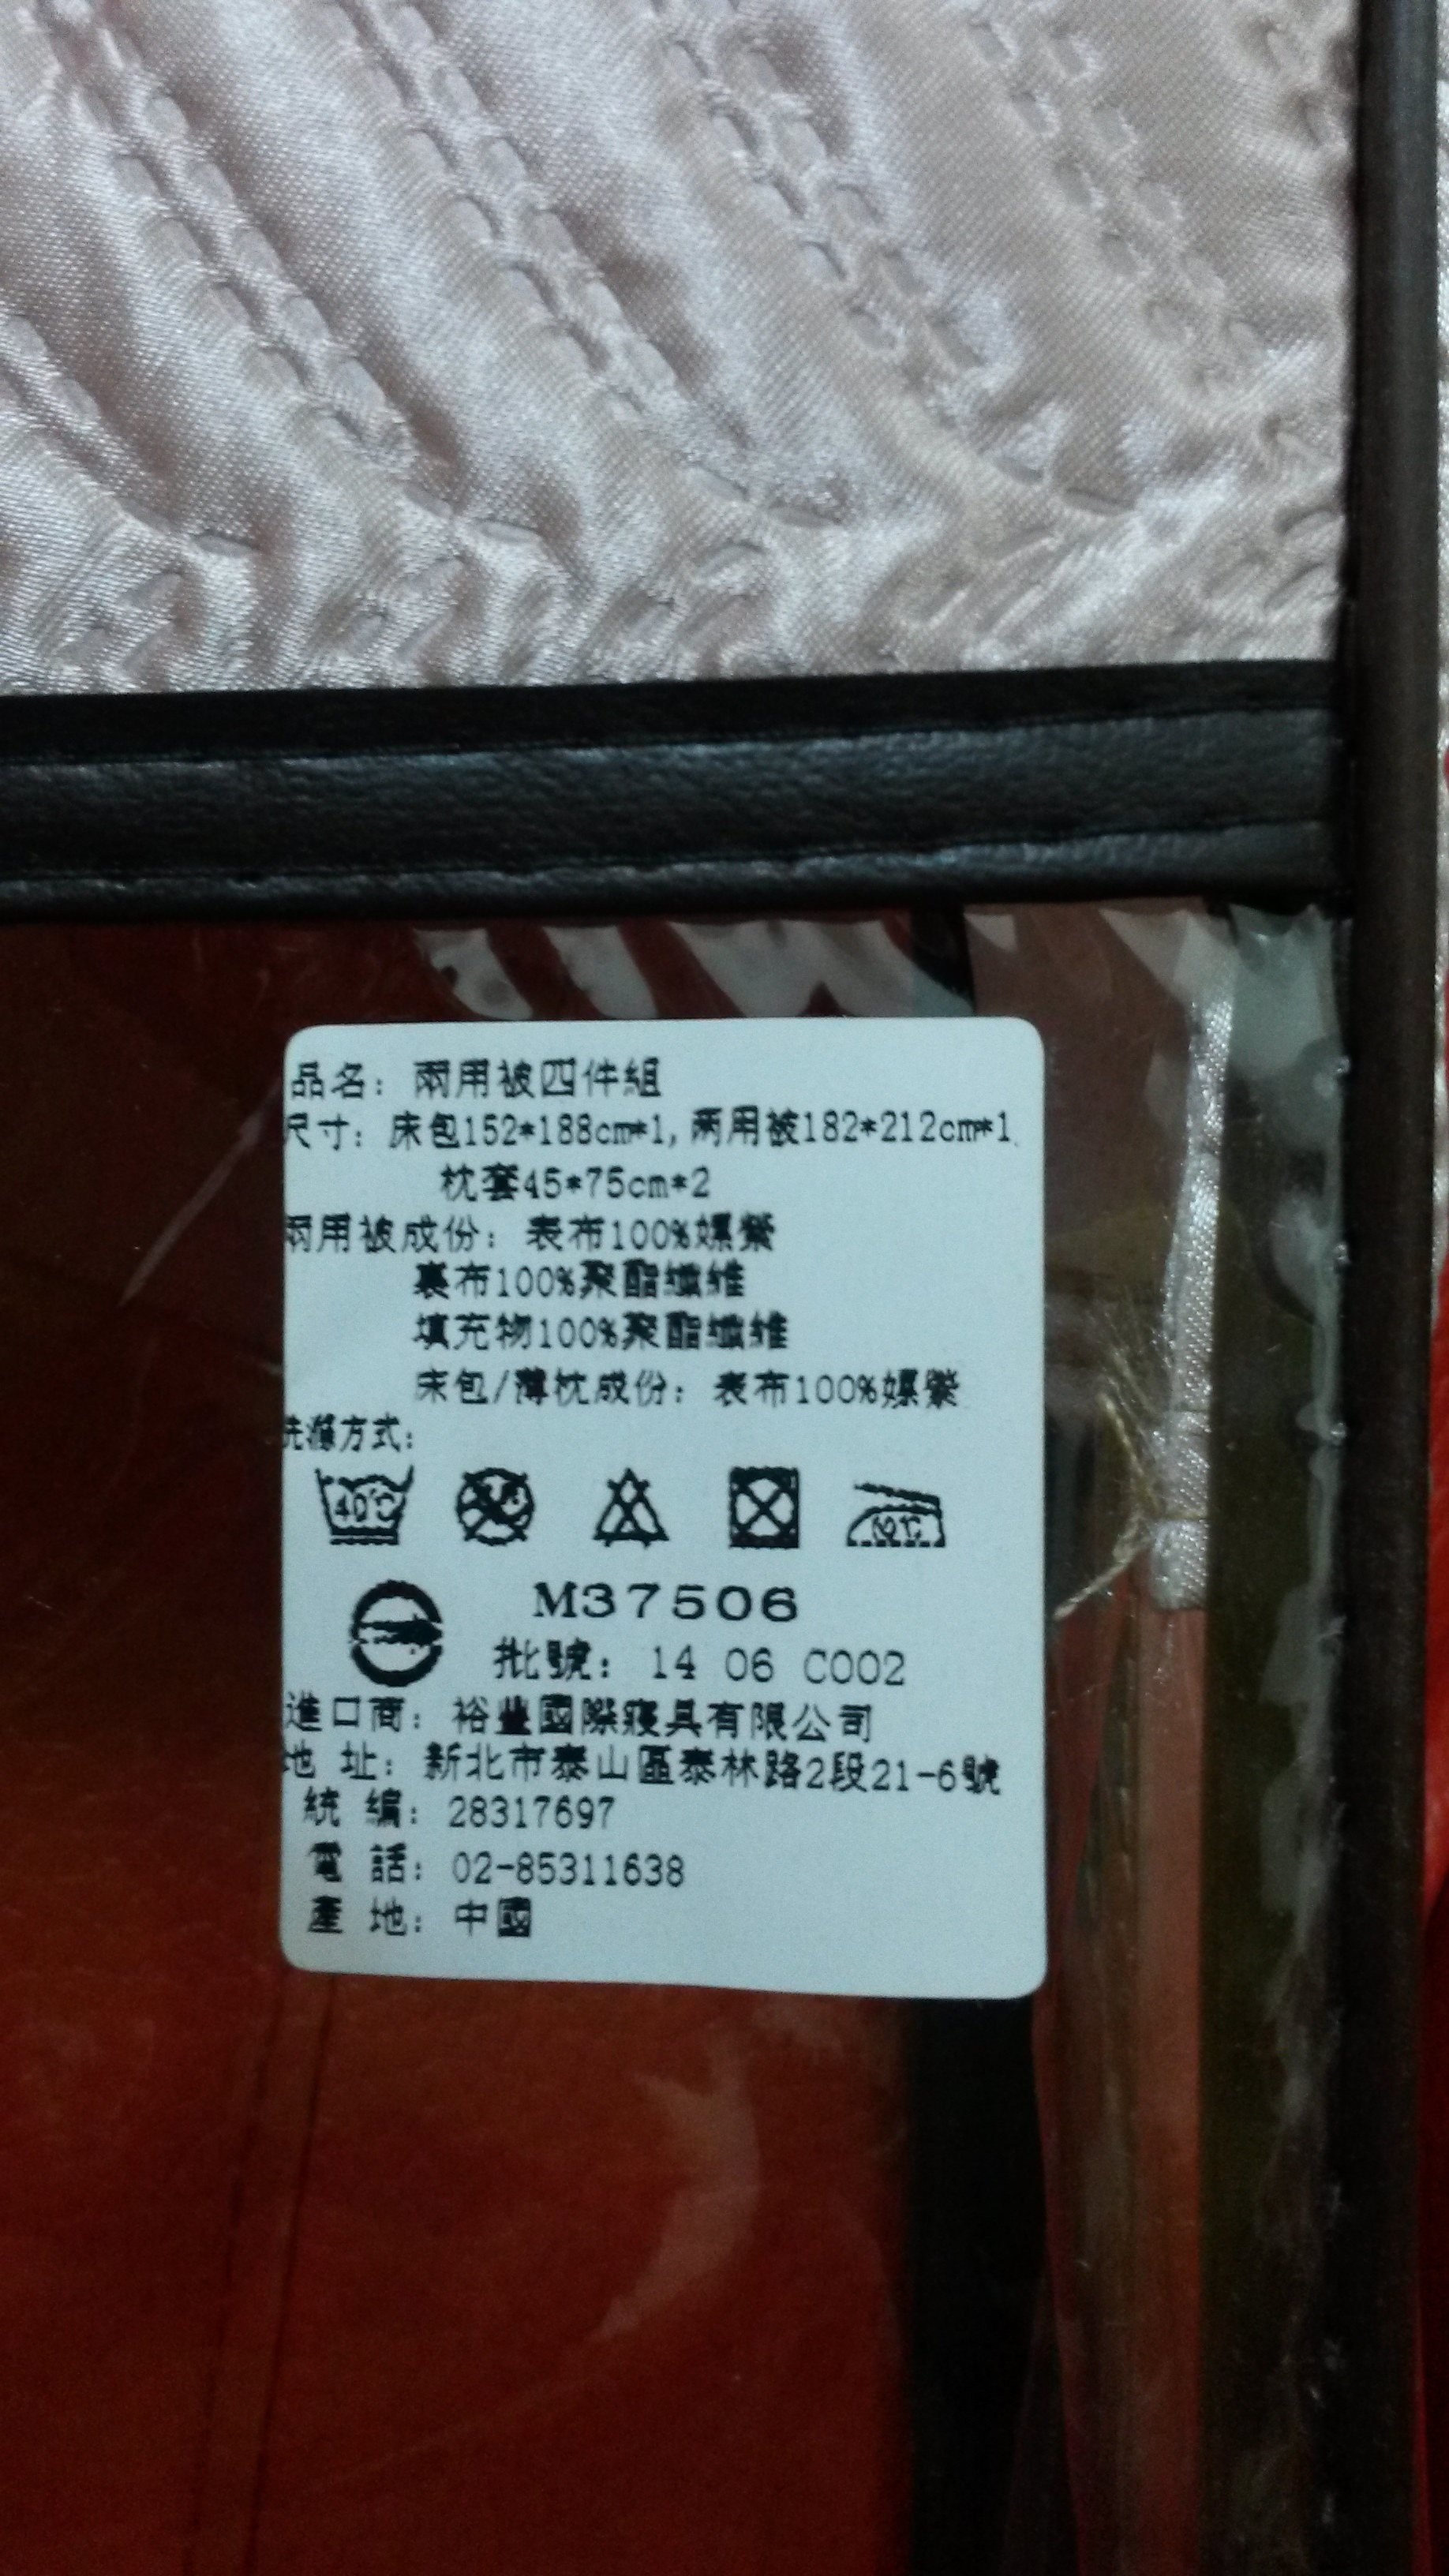 品名：兩用被四件組
尺寸：床包152*188cm*1,两用被182*212cm*1
枕套45*75cm*2
兩用被成份：表布100%嫘縈
裏布100%聚酯纖維
填充物100%聚酯纖維
床包/薄枕成份：表布100%嫘縈
洗滌方式：
40℃
M37506
批號：14 06 C002
進口商：裕豐國際寢具有限公司
地 址：新北市泰山區泰林路2段21-6號
統 編：28317697
電 話：02-85311638
產 地：中國